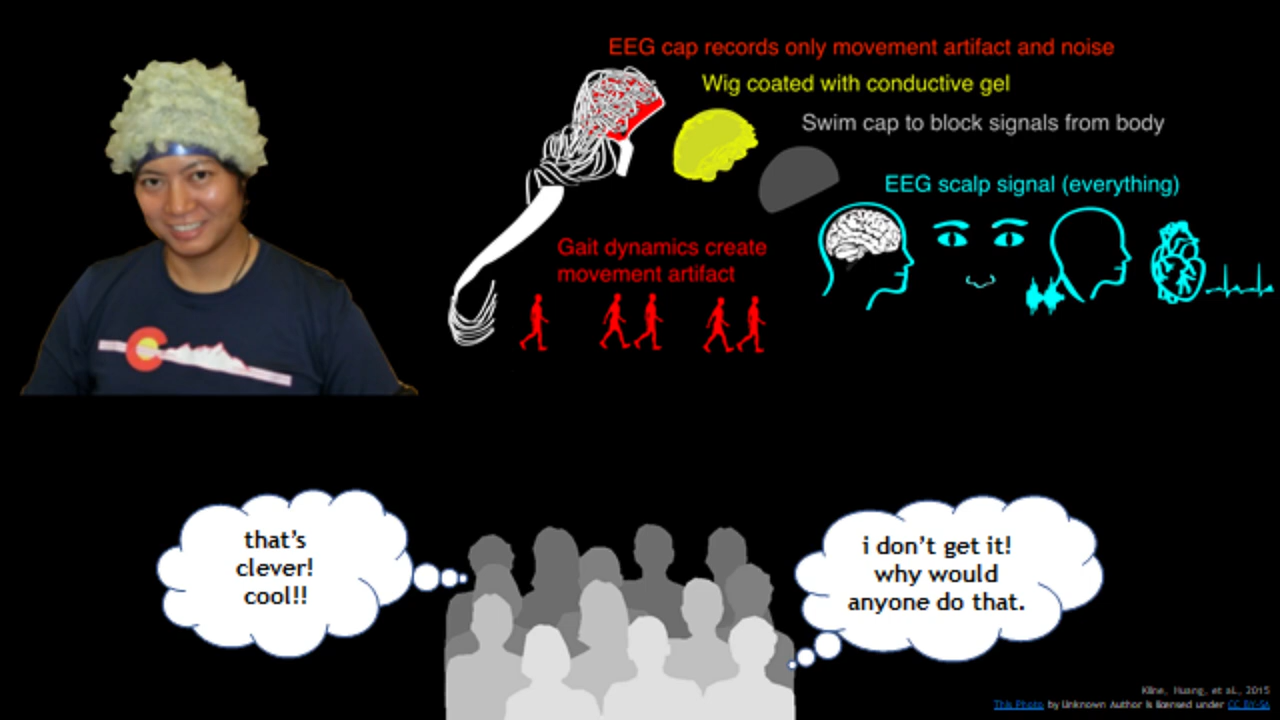 EEG cap records only movement artifact and noise
Wig coated with conductive gel
Swim cap to block signals from body
EEG scalp signal (everything)
Gait dynamics create
movement artifact
that's
clever!
cool!!
i don't get it!
why would
anyone do that.
Kline, Huang, et al., 2015
This Photo by Unknown Author is licensed under CC BY-SA